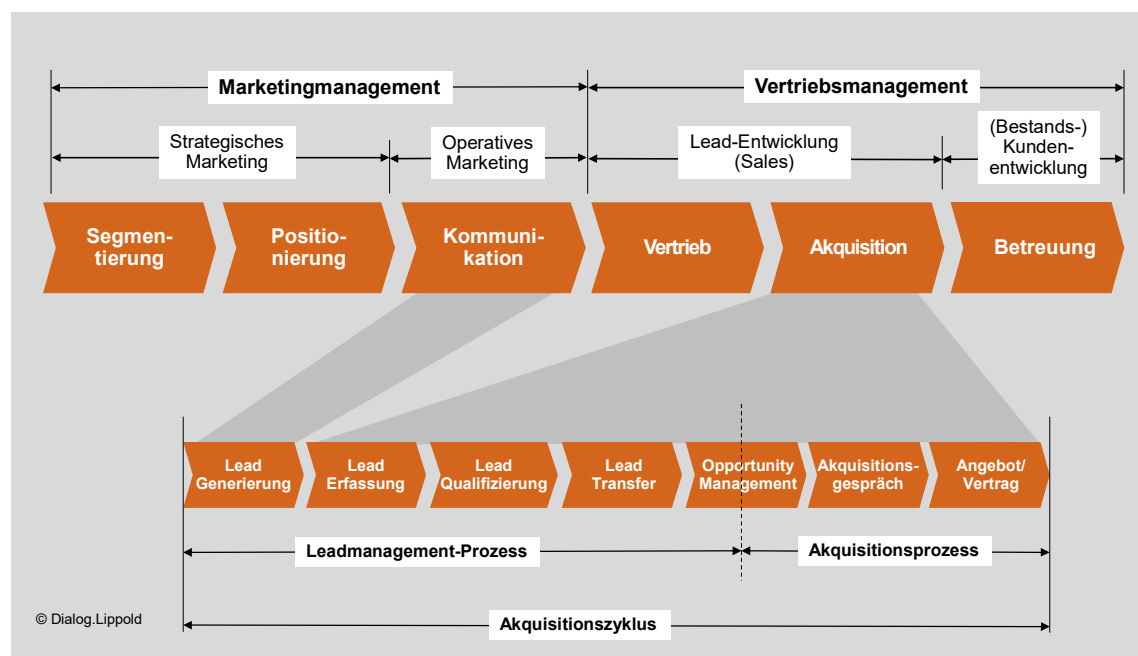 Marketingmanagement
Vertriebsmanagement
Strategisches
Marketing
Operatives
Marketing
Lead-Entwicklung
(Sales)
(Bestands-)
Kunden-
entwicklung
Segmen-
tierung
Positio-
nierung
Kommuni-
kation
Vertrieb
Akquisition
Betreuung
Lead
Generierung
Lead
Erfassung
Lead
Qualifizierung
Lead
Transfer
Opportunity
Management
Akquisitions-
gespräch
Angebot/
Vertrag
Leadmanagement-Prozess
Akquisitionsprozess
© Dialog.Lippold
Akquisitionszyklus